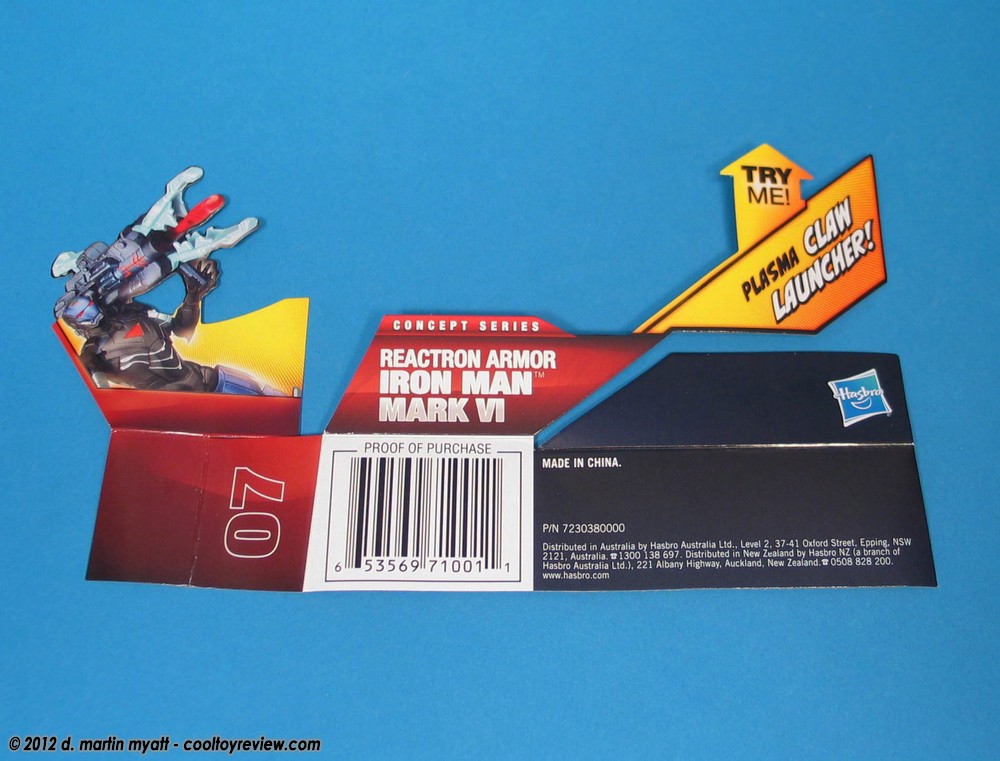 TRY
ME!
PLASMA CLAW
LAUNCHER!
CONCEPT SERIES
REACTRON ARMOR
IRON MAN™
MARK VI
Hasbro
07
PROOF OF PURCHASE
6 53569 71001 1
MADE IN CHINA.
P/N 7230380000
Distributed in Australia by Hasbro Australia Ltd., Level 2, 37-41 Oxford Street, Epping, NSW
2121, Australia. ☎1300 138 697. Distributed in New Zealand by Hasbro NZ (a branch of
Hasbro Australia Ltd.), 221 Albany Highway, Auckland, New Zealand.☎ 0508 828 200.
www.hasbro.com
© 2012 d. martin myatt - cooltoyreview.com